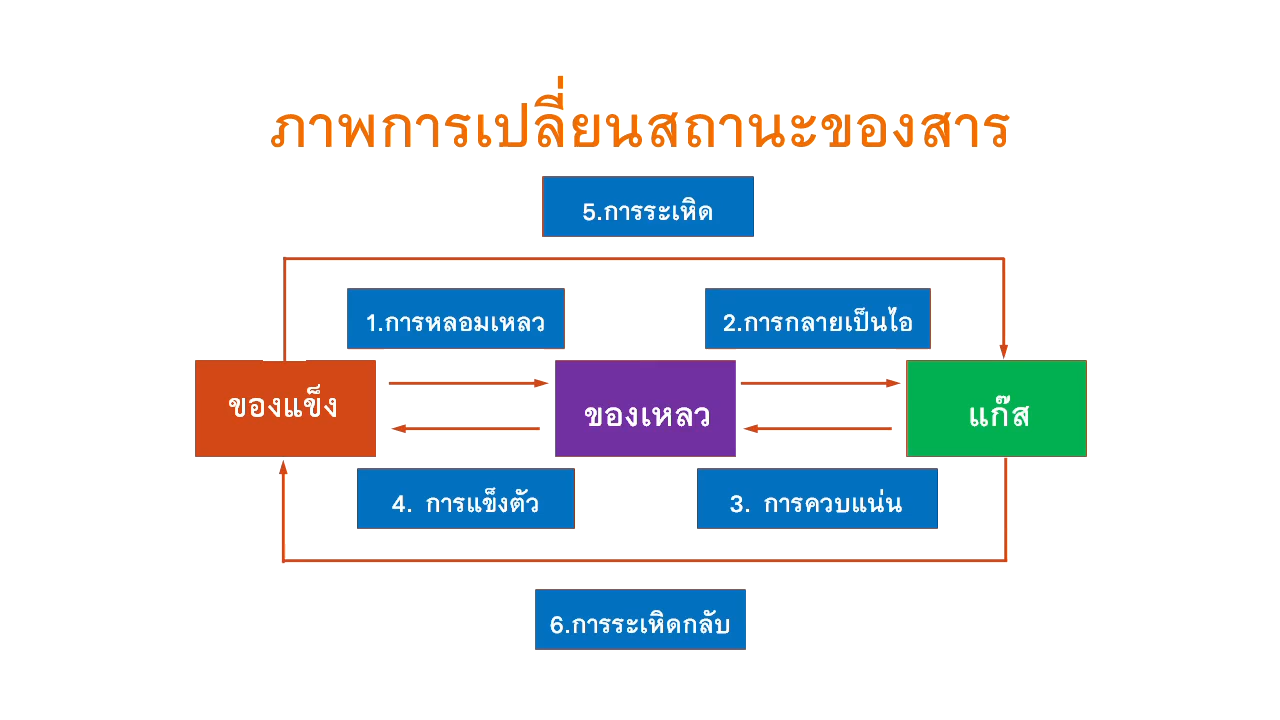 ภาพการเปลี่ยนสถานะของสาร
5.การระเหิด
1.การหลอมเหลว
2.การกลายเป็นไอ
ของแข็ง
ของเหลว
แก๊ส
4. การแข็งตัว
3. การควบแน่น
6.การระเหิดกลับ